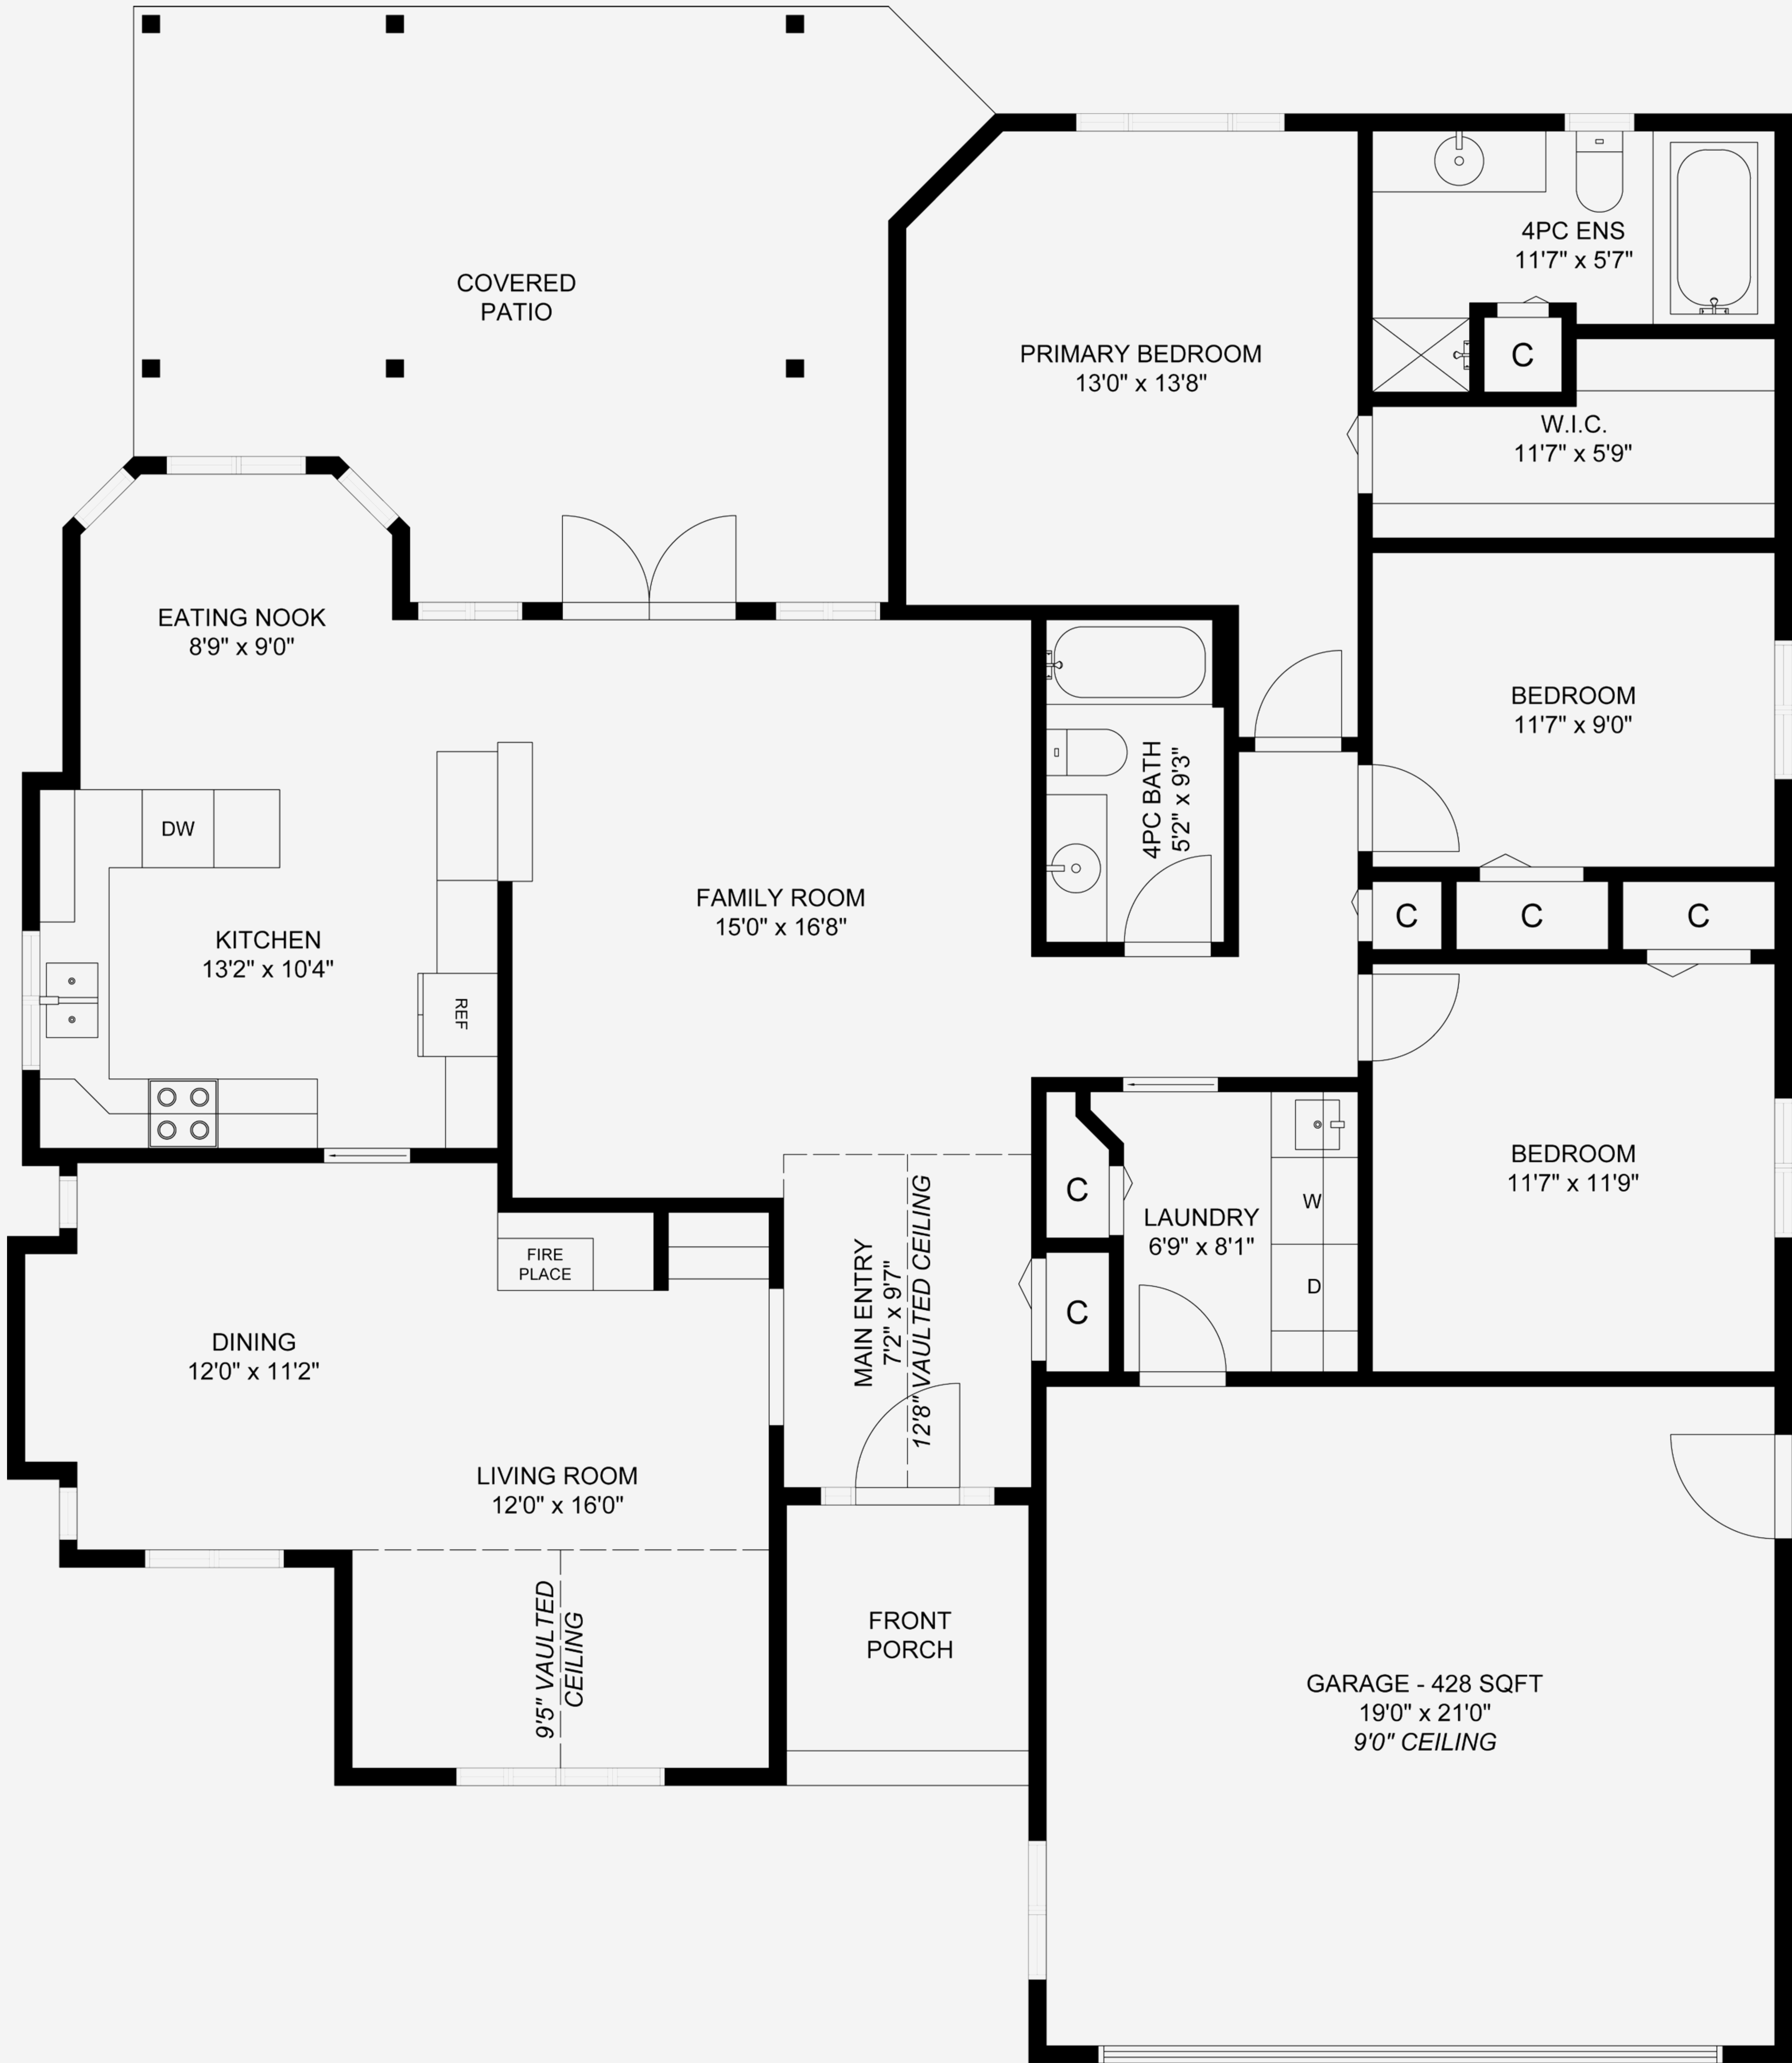 COVERED
PATIO
4PC ENS
11'7" x 5'7"
PRIMARY BEDROOM
13'0" x 13'8"
C
W.I.C.
11'7" x 5'9"
EATING NOOK
8'9" x 9'0"
BEDROOM
11'7" x 9'0"
4PC BATH
5'2" x 9'3"
DW
FAMILY ROOM
15'0" x 16'8"
C
C
C
KITCHEN
13'2" x 10'4"
REF
BEDROOM
11'7" x 11'9"
C
LAUNDRY
6'9" x 8'1"
W
D
FIRE
PLACE
MAIN ENTRY
7'2" x 9'7"
12'8" VAULTED CEILING
C
DINING
12'0" x 11'2"
LIVING ROOM
12'0" x 16'0"
9'5" VAULTED
CEILING
FRONT
PORCH
GARAGE - 428 SQFT
19'0" x 21'0"
9'0" CEILING